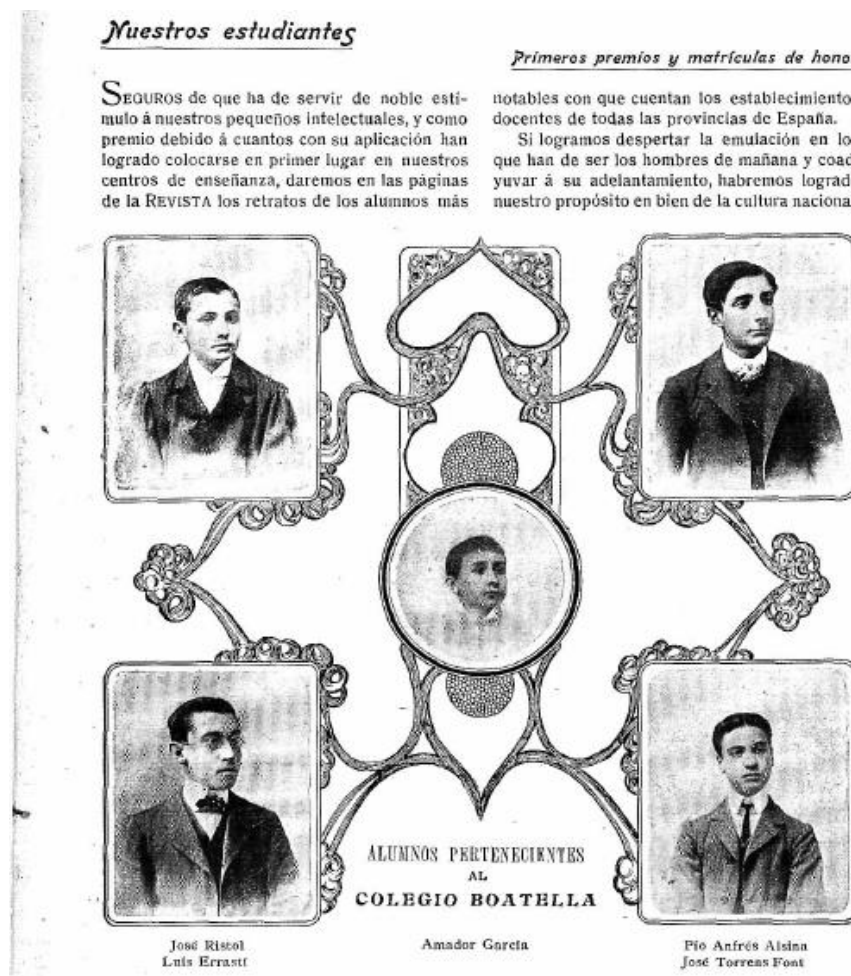 Nuestros estudiantes
Primeros premios y matrículas de hono
SEGUROS de que ha de servir de noble estí-
mulo á nuestros pequeños intelectuales, y como
premio debido á cuantos con su aplicación han
logrado colocarse en primer lugar en nuestros
centros de enseñanza, daremos en las páginas
de la REVISTA los retratos de los alumnos más
notables con que cuentan los establecimiento
docentes de todas las provincias de España.
Si logramos despertar la emulación en lo
que han de ser los hombres de mañana y coad
yuvar á su adelantamiento, habremos lograd
nuestro propósito en bien de la cultura naciona
ALUMNOS PERTENECIENTES
AL
COLEGIO BOATELLA
José Ristol
Luis Errasti
Amador García
Pío Anfrés Alsina
José Torrens Font